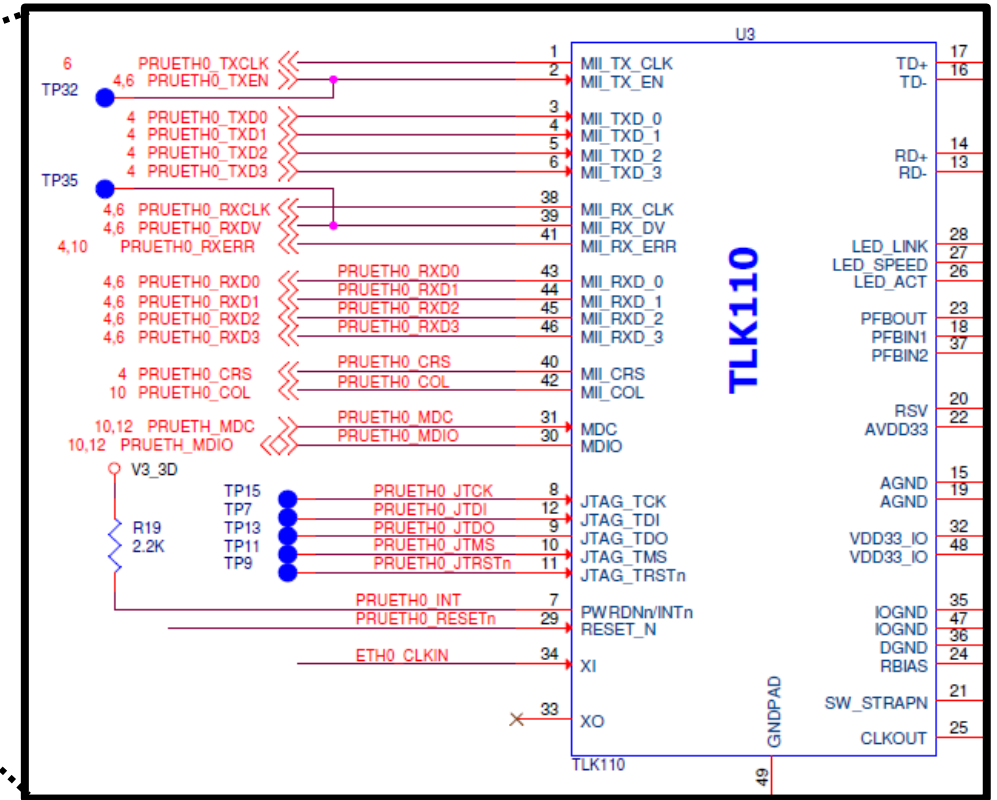 U3
6 PRUETH0_TXCLK 1 MII_TX_CLK TD+ 17
4,6 PRUETH0_TXEN 2 MII_TX_EN TD- 16
TP32
4 PRUETH0_TXD0 3 MII_TXD_0
4 PRUETH0_TXD1 4 MII_TXD_1
4 PRUETH0_TXD2 5 MII_TXD_2 RD+ 14
4 PRUETH0_TXD3 6 MII_TXD_3 RD- 13
TP35
4,6 PRUETH0_RXCLK 38 MII_RX_CLK
4,6 PRUETH0_RXDV 39 MII_RX_DV
4,10 PRUETH0_RXERR 41 MII_RX_ERR LED_LINK 28
LED_SPEED 27
4,6 PRUETH0_RXD0 PRUETH0_RXD0 43 MII_RXD_0 LED_ACT 26
4,6 PRUETH0_RXD1 PRUETH0_RXD1 44 MII_RXD_1
4,6 PRUETH0_RXD2 PRUETH0_RXD2 45 MII_RXD_2 PFBOUT 23
4,6 PRUETH0_RXD3 PRUETH0_RXD3 46 MII_RXD_3 PFBIN1 18
PFBIN2 37
TLK110
4 PRUETH0_CRS PRUETH0_CRS 40 MII_CRS
10 PRUETH0_COL PRUETH0_COL 42 MII_COL
RSV 20
10,12 PRUETH_MDC PRUETH0_MDC 31 MDC AVDD33 22
10,12 PRUETH_MDIO PRUETH0_MDIO 30 MDIO
V3_3D
AGND 15
TP15 PRUETH0_JTCK 8 JTAG_TCK AGND 19
TP7 PRUETH0_JTDI 12 JTAG_TDI
R19 TP13 PRUETH0_JTDO 9 JTAG_TDO VDD33_IO 32
2.2K TP11 PRUETH0_JTMS 10 JTAG_TMS VDD33_IO 48
TP9 PRUETH0_JTRSTn 11 JTAG_TRSTn
PRUETH0_INT 7 PWRDNn/INTn IOGND 35
PRUETH0_RESETn 29 RESET_N IOGND 47
DGND 36
ETH0_CLKIN 34 XI RBIAS 24
SW_STRAPN 21
33 XO
GNDPAD
CLKOUT 25
TLK110
49